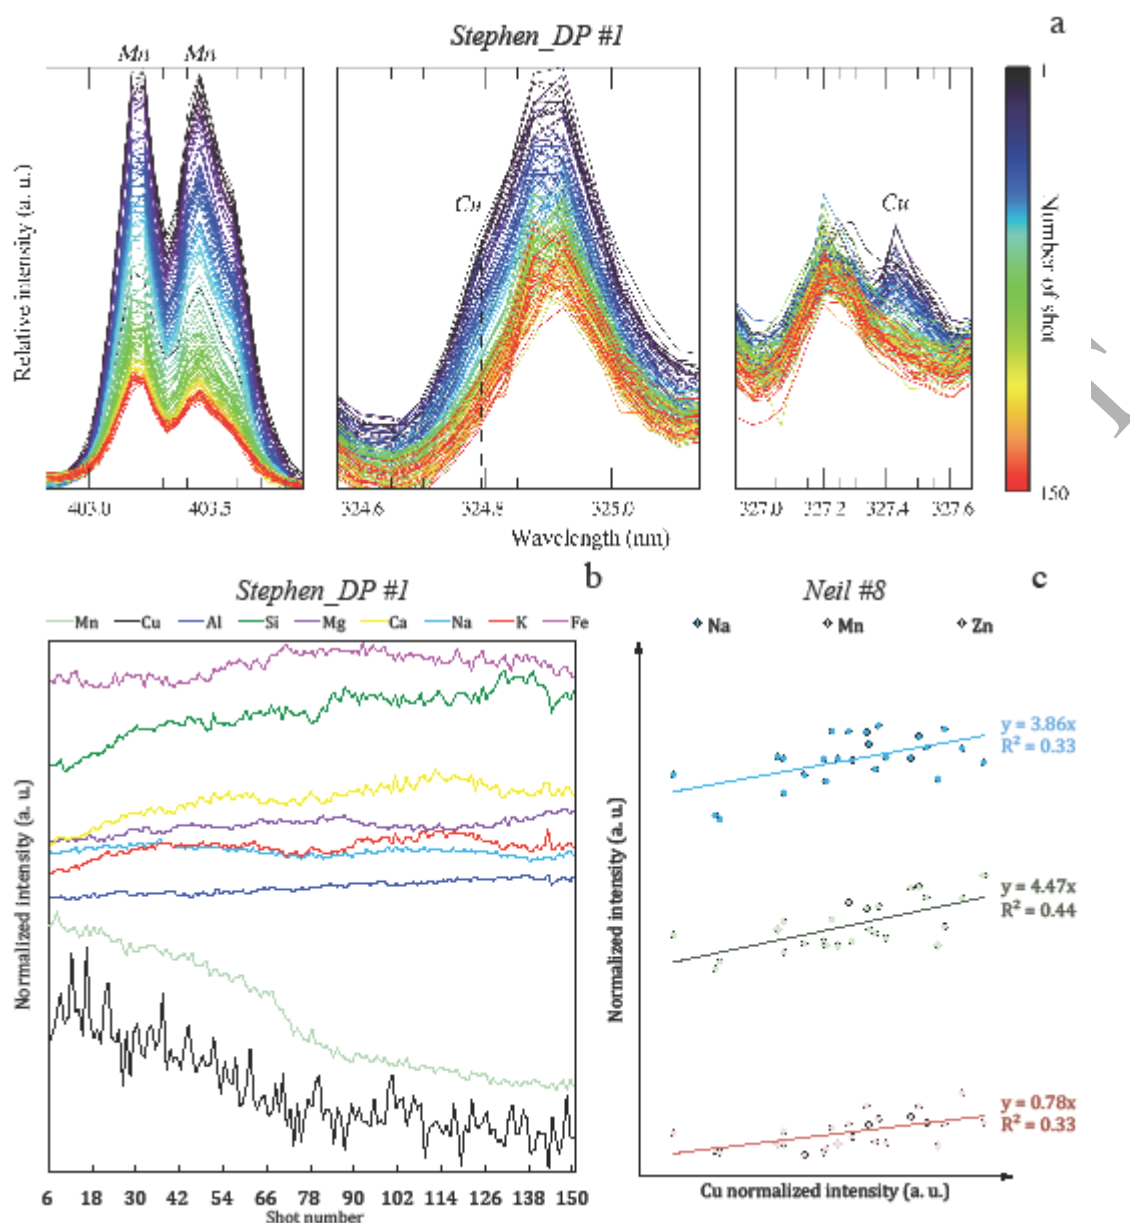 a
Stephen_DP #1
Mn Mn
Cu
Cu
Relative intensity (a. u.)
1
Number of shot
150
403.0 403.5 324.6 324.8 325.0 327.0 327.2 327.4 327.6
Wavelength (nm)
Stephen_DP #1 b
Mn Cu Al Si Mg Ca Na K Fe
Normalized intensity (a. u.)
6 18 30 42 54 66 78 90 102 114 126 138 150
Shot number
Neil #8 c
Na Mn Zn
y = 3.86x
R² = 0.33
y = 4.47x
R² = 0.44
y = 0.78x
R² = 0.33
Normalized intensity (a. u.)
Cu normalized intensity (a. u.)